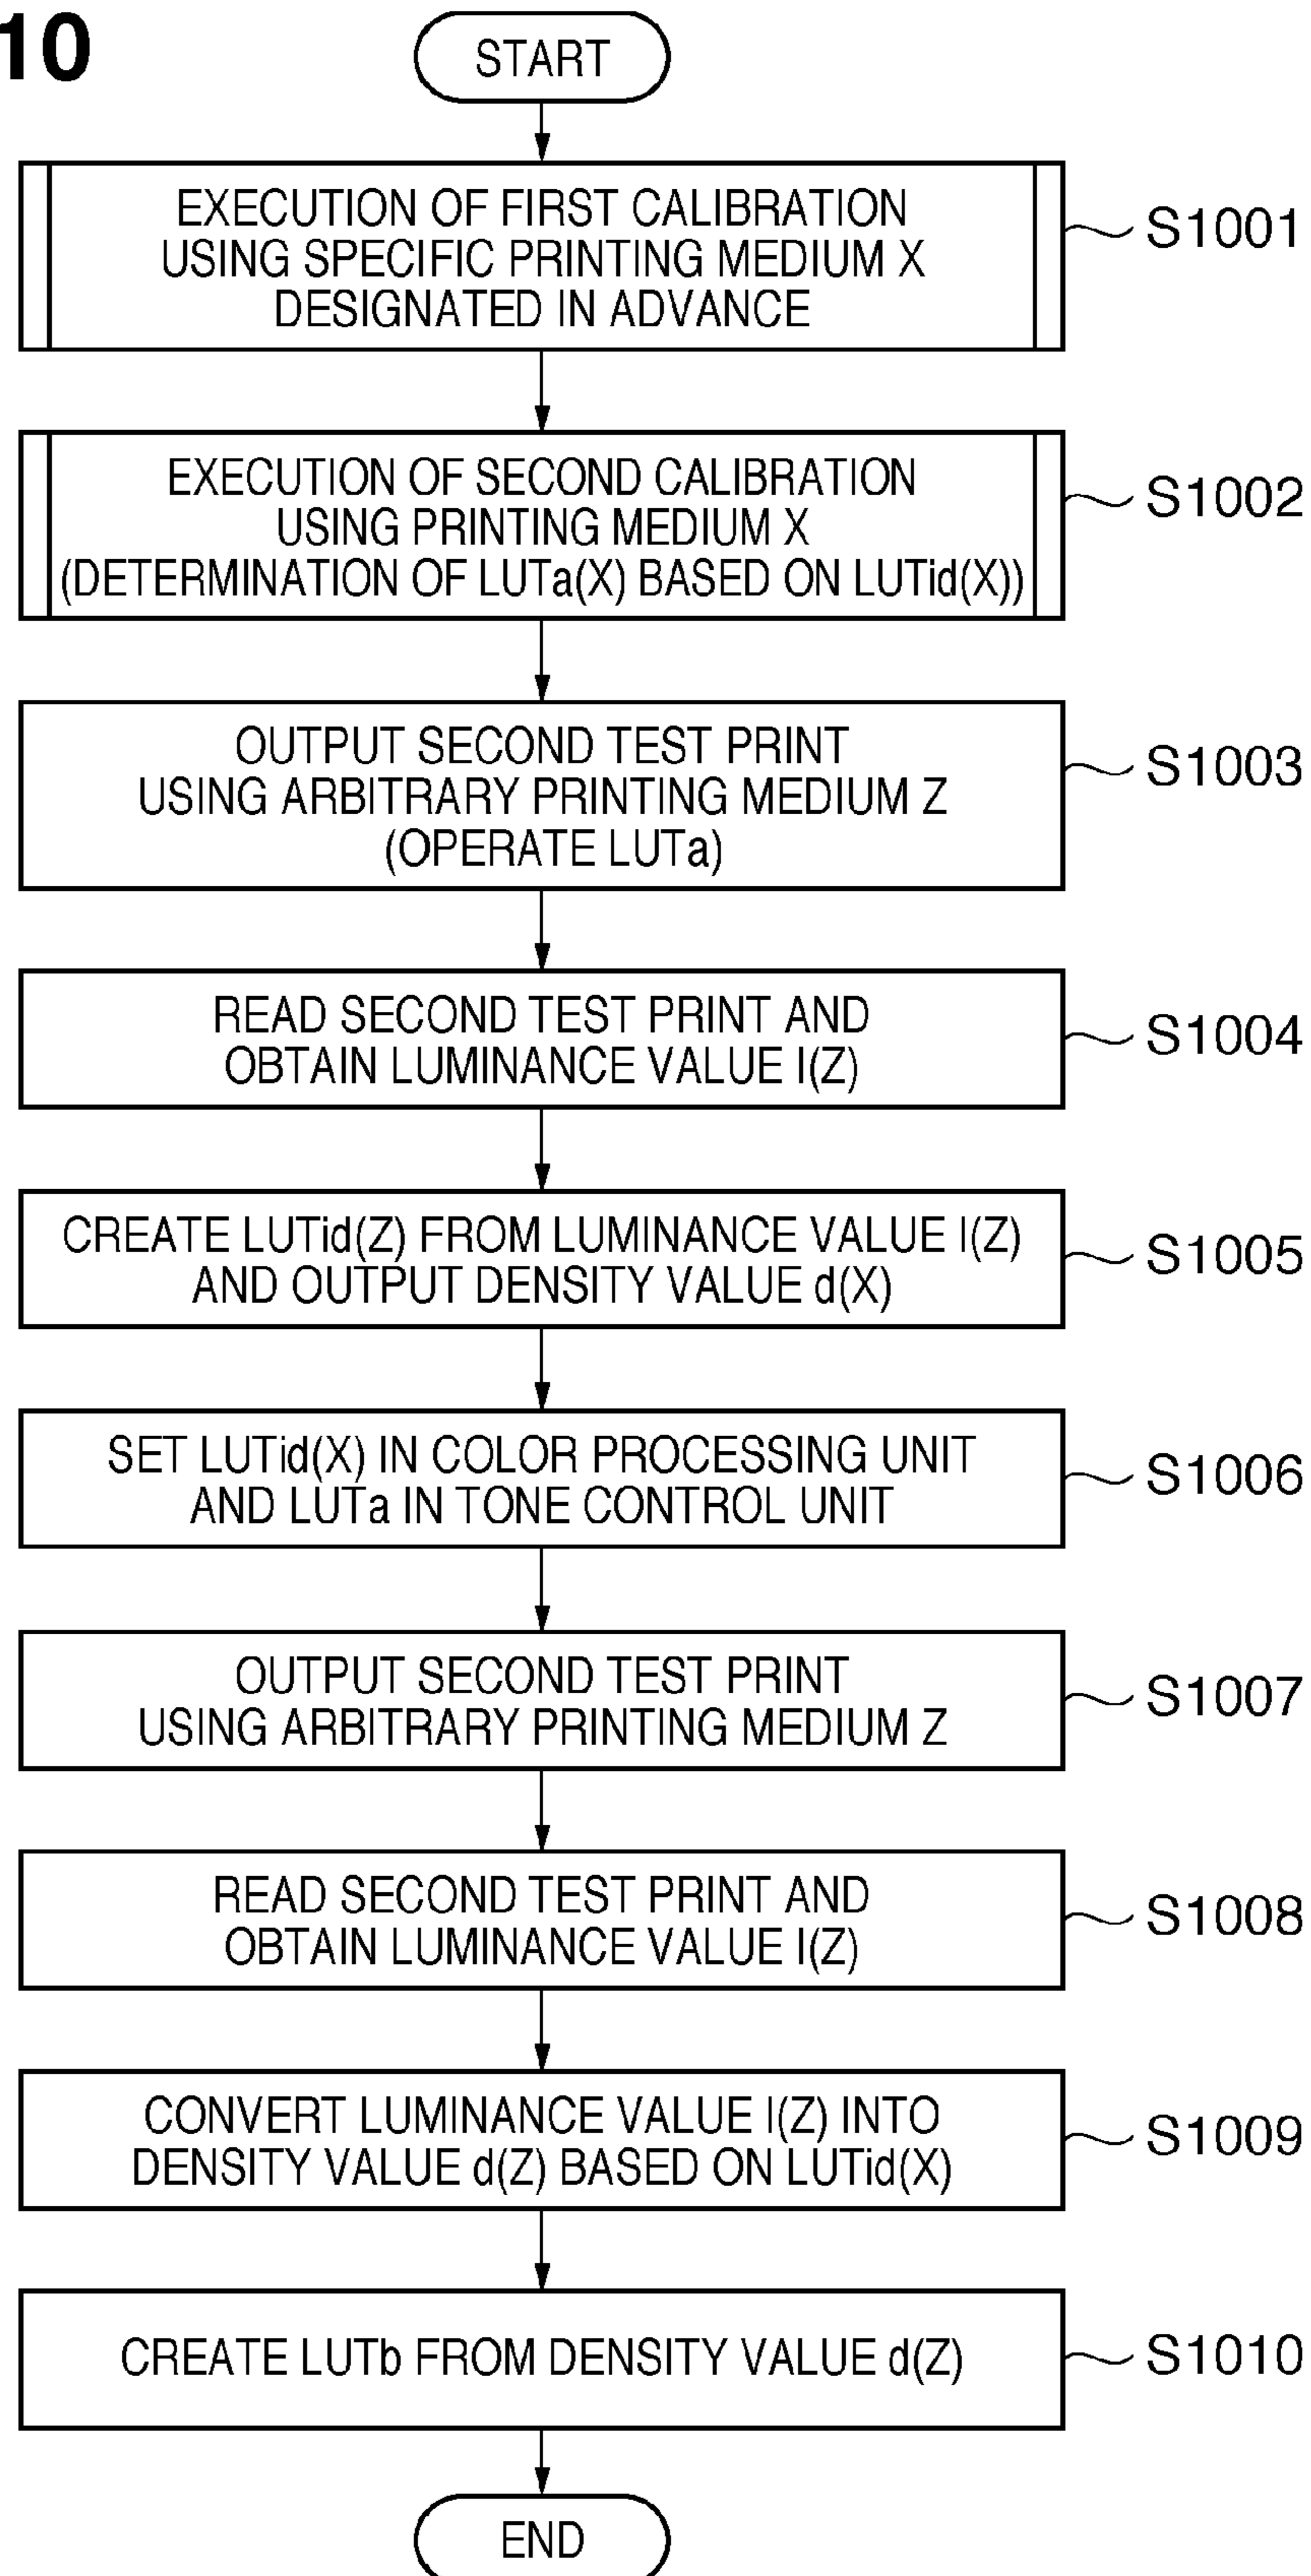 10
START
EXECUTION OF FIRST CALIBRATION
USING SPECIFIC PRINTING MEDIUM X
DESIGNATED IN ADVANCE
S1001
EXECUTION OF SECOND CALIBRATION
USING PRINTING MEDIUM X
(DETERMINATION OF LUTa(X) BASED ON LUTid(X))
S1002
OUTPUT SECOND TEST PRINT
USING ARBITRARY PRINTING MEDIUM Z
(OPERATE LUTa)
S1003
READ SECOND TEST PRINT AND
OBTAIN LUMINANCE VALUE I(Z)
S1004
CREATE LUTid(Z) FROM LUMINANCE VALUE I(Z)
AND OUTPUT DENSITY VALUE d(X)
S1005
SET LUTid(X) IN COLOR PROCESSING UNIT
AND LUTa IN TONE CONTROL UNIT
S1006
OUTPUT SECOND TEST PRINT
USING ARBITRARY PRINTING MEDIUM Z
S1007
READ SECOND TEST PRINT AND
OBTAIN LUMINANCE VALUE I(Z)
S1008
CONVERT LUMINANCE VALUE I(Z) INTO
DENSITY VALUE d(Z) BASED ON LUTid(X)
S1009
CREATE LUTb FROM DENSITY VALUE d(Z)
S1010
END